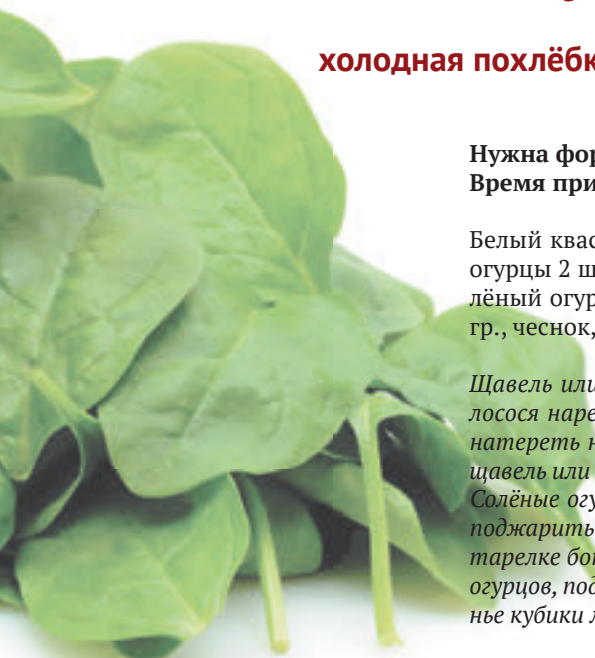 холодная похлёбк
Нужна фор
Время при
Белый квас
огурцы 2 ш
лёный огур
гр., чеснок,
Щавель или
лосося наре
натереть н
щавель или
Солёные огу
поджарить
тарелке бо
огурцов, под
нье кубики л